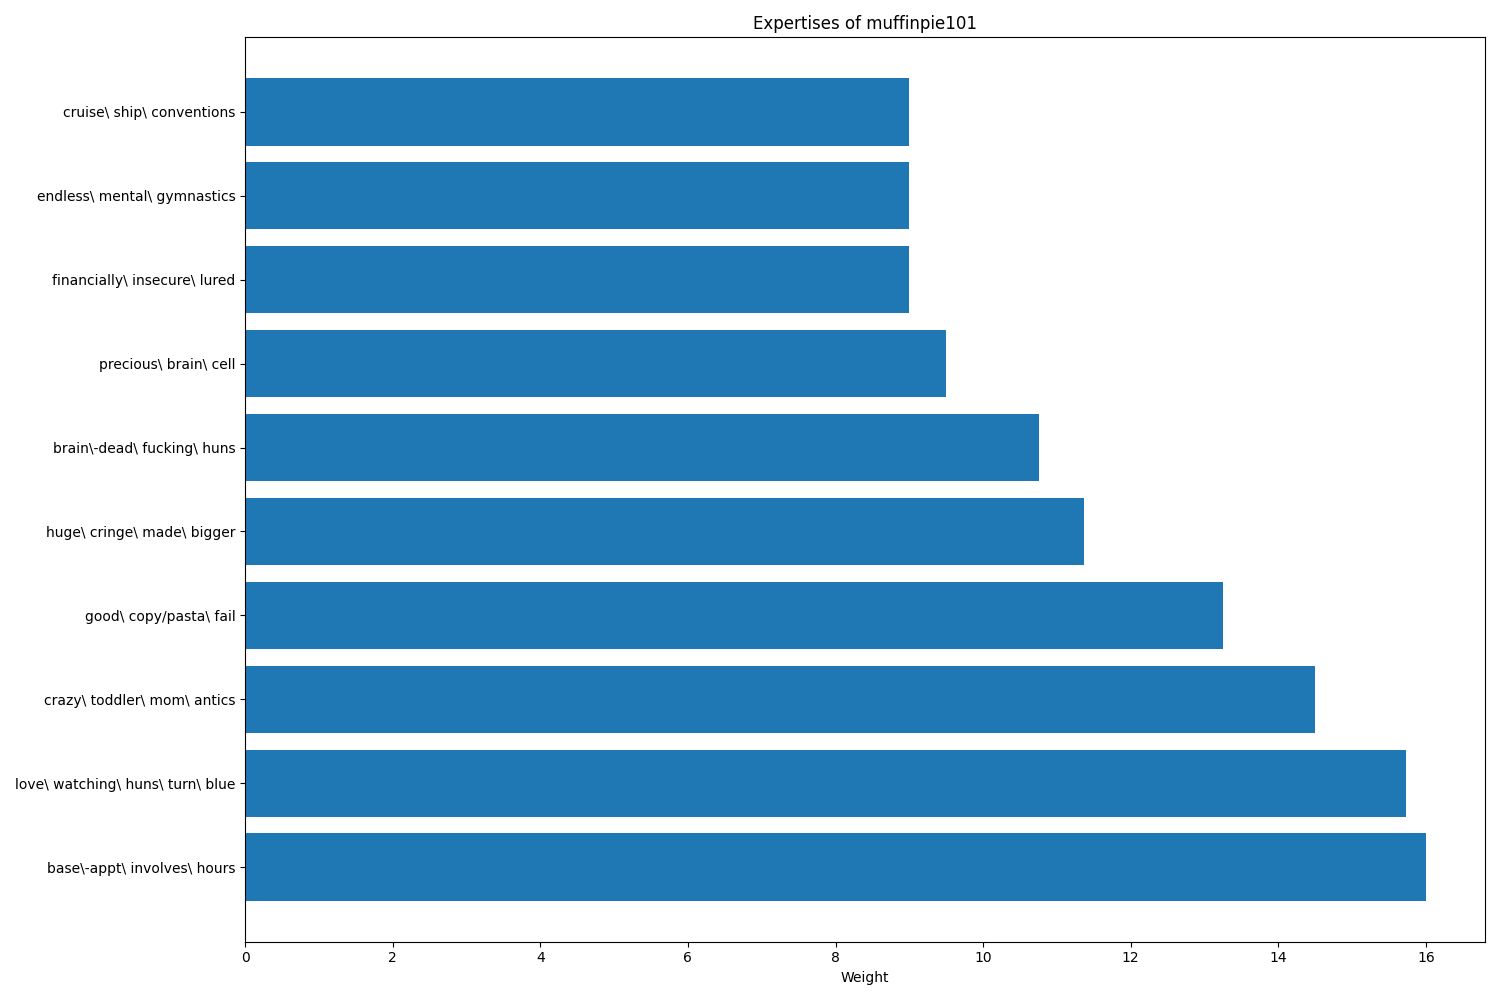 Expertises of muffinpie101
cruise\ ship\ conventions
endless\ mental\ gymnastics
financially\ insecure\ lured
precious\ brain\ cell
brain\-dead\ fucking\ huns
huge\ cringe\ made\ bigger
good\ copy/pasta\ fail
crazy\ toddler\ mom\ antics
love\ watching\ huns\ turn\ blue
base\-appt\ involves\ hours
0 2 4 6 8 10 12 14 16
Weight